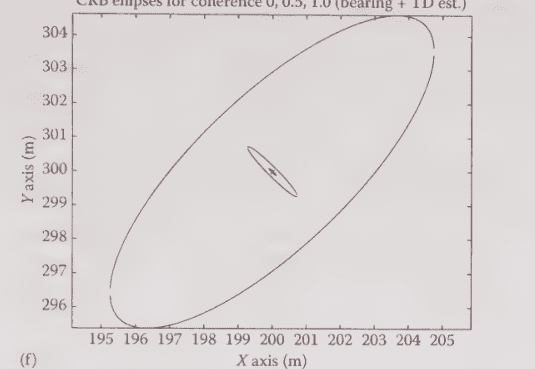 CRB ellipses for coherence 0, 0.5, 1.0 (bearing + TD est.)
304
303
302
301
300
299
298
297
296
Y axis (m)
195 196 197 198 199 200 201 202 203 204 205
X axis (m)
(f)